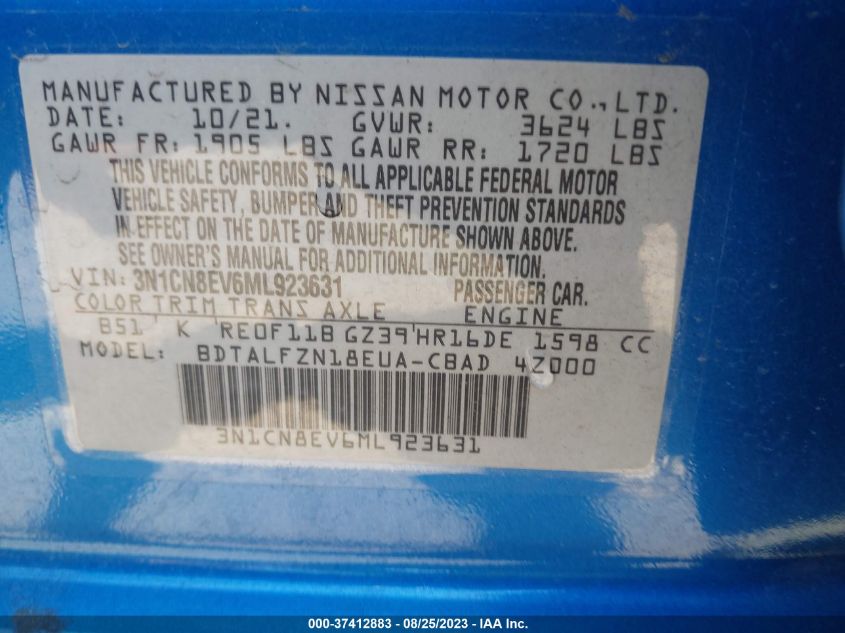 MANUFACTURED BY NISSAN MOTOR CO., LTD.
DATE: 10/21. GVWR: 3624 LBS
GAWR FR: 1905 LBS GAWR RR: 1720 LBS
THIS VEHICLE CONFORMS TO ALL APPLICABLE FEDERAL MOTOR
VEHICLE SAFETY, BUMPER AND THEFT PREVENTION STANDARDS
IN EFFECT ON THE DATE OF MANUFACTURE SHOWN ABOVE.
SEE OWNER'S MANUAL FOR ADDITIONAL INFORMATION.
VIN: 3N1CN8EV6ML923631 PASSENGER CAR.
COLOR TRIM TRANS AXLE ENGINE
B51 K RE0F11B GZ39 HR16DE 1598 CC
MODEL: BDTALFZN18EUA-CBAD 4Z000
3N1CN8EV6ML923631
000-37412883 - 08/25/2023 - IAA Inc.